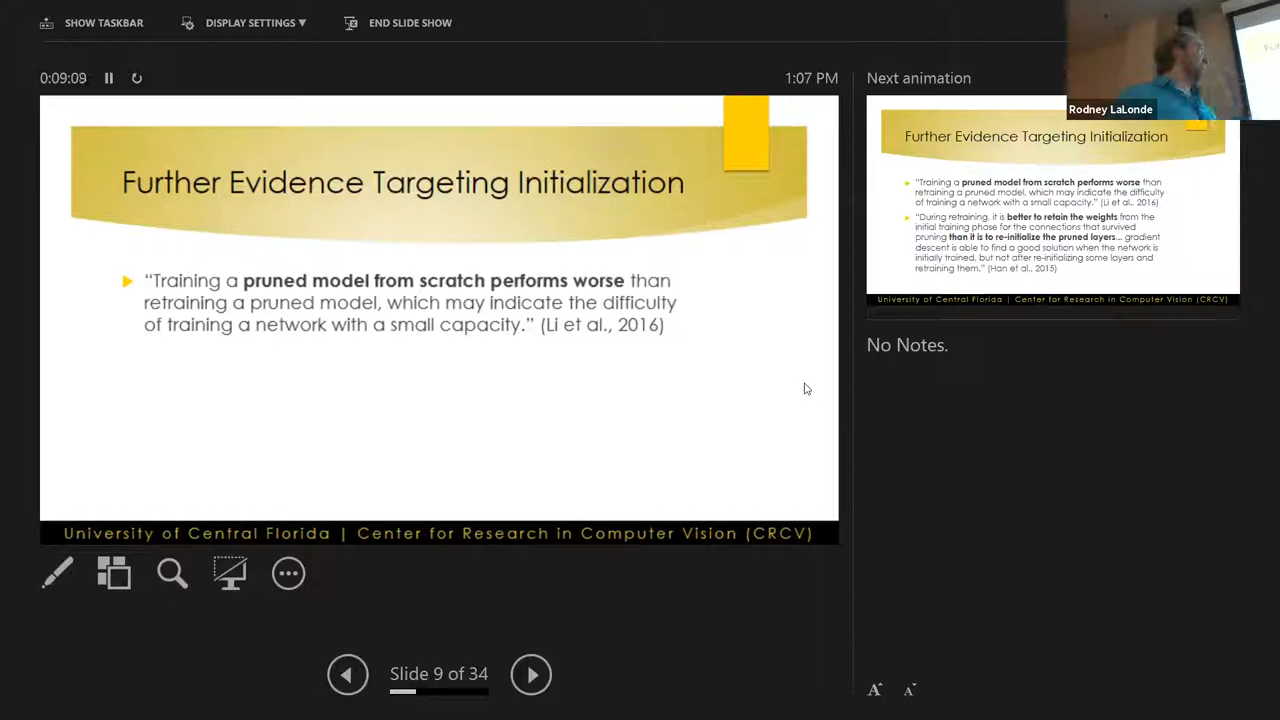 SHOW TASKBAR
DISPLAY SETTINGS ▼
END SLIDE SHOW
0:09:09
1:07 PM
Further Evidence Targeting Initialization
“Training a pruned model from scratch performs worse than
retraining a pruned model, which may indicate the difficulty
of training a network with a small capacity.” (Li et al., 2016)
University of Central Florida | Center for Research in Computer Vision (CRCV)
Slide 9 of 34
Next animation
Rodney LaLonde
Further Evidence Targeting Initialization
“Training a pruned model from scratch performs worse than
retraining a pruned model, which may indicate the difficulty
of training a network with a small capacity.” (Li et al., 2016)
“During retraining, it is better to retain the weights from the
initial training phase for the connections that survived
pruning than it is to re-initialize the pruned layers... gradient
descent is able to find a good solution when the network is
initially trained, but not after re-initializing some layers and
retraining them.” (Han et al., 2015)
University of Central Florida | Center for Research in Computer Vision (CRCV)
No Notes.
A A